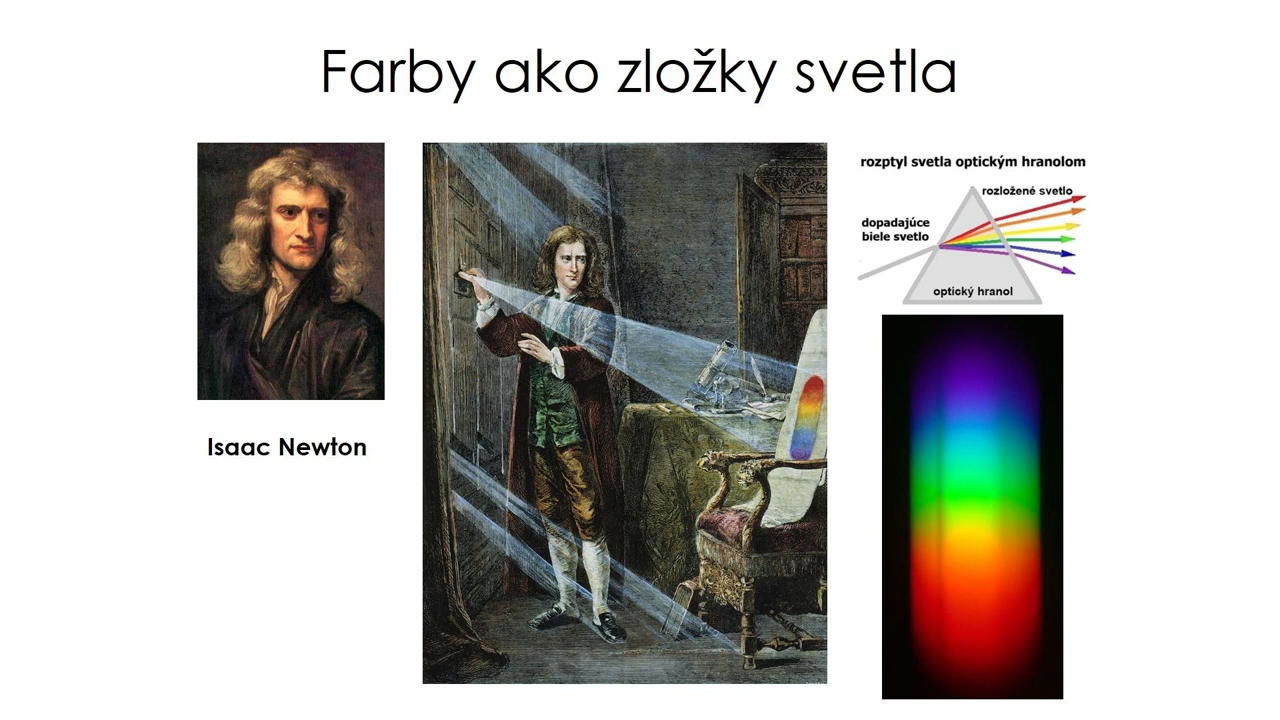 Farby ako zložky svetla
Isaac Newton
rozptyl svetla optickým hranolom
rozložené svetlo
dopadajúce
biele svetlo
optický hranol